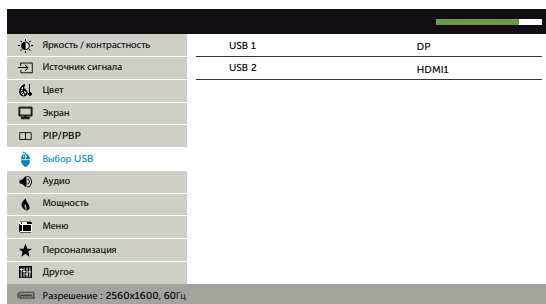 Яркость / контрастность
USB 1 DP
Источник сигнала
USB 2 HDMI1
Цвет
Экран
PIP/PBP
Выбор USB
Аудио
Мощность
Меню
Персонализация
Другое
Разрешение : 2560x1600, 60Гц